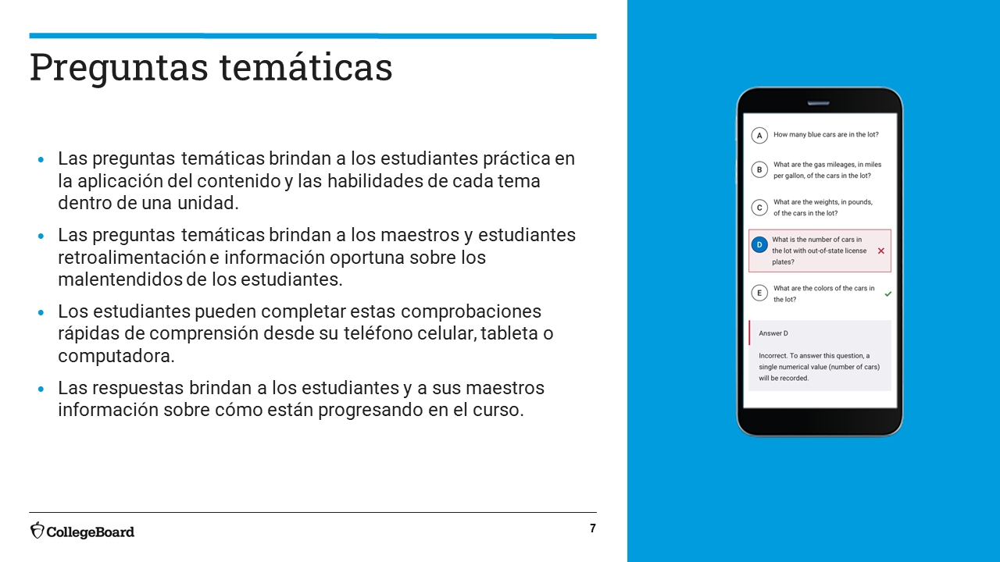 Preguntas temáticas
Las preguntas temáticas brindan a los estudiantes práctica en
la aplicación del contenido y las habilidades de cada tema
dentro de una unidad.
Las preguntas temáticas brindan a los maestros y estudiantes
retroalimentación e información oportuna sobre los
malentendidos de los estudiantes.
Los estudiantes pueden completar estas comprobaciones
rápidas de comprensión desde su teléfono celular, tableta o
computadora.
Las respuestas brindan a los estudiantes y a sus maestros
información sobre cómo están progresando en el curso.
CollegeBoard
7
A How many blue cars are in the lot?
B What are the gas mileages, in miles
per gallon, of the cars in the lot?
C What are the weights, in pounds,
of the cars in the lot?
D What is the number of cars in
the lot with out-of-state license
plates?
E What are the colors of the cars in
the lot?
Answer D
Incorrect. To answer this question, a
single numerical value (number of cars)
will be recorded.